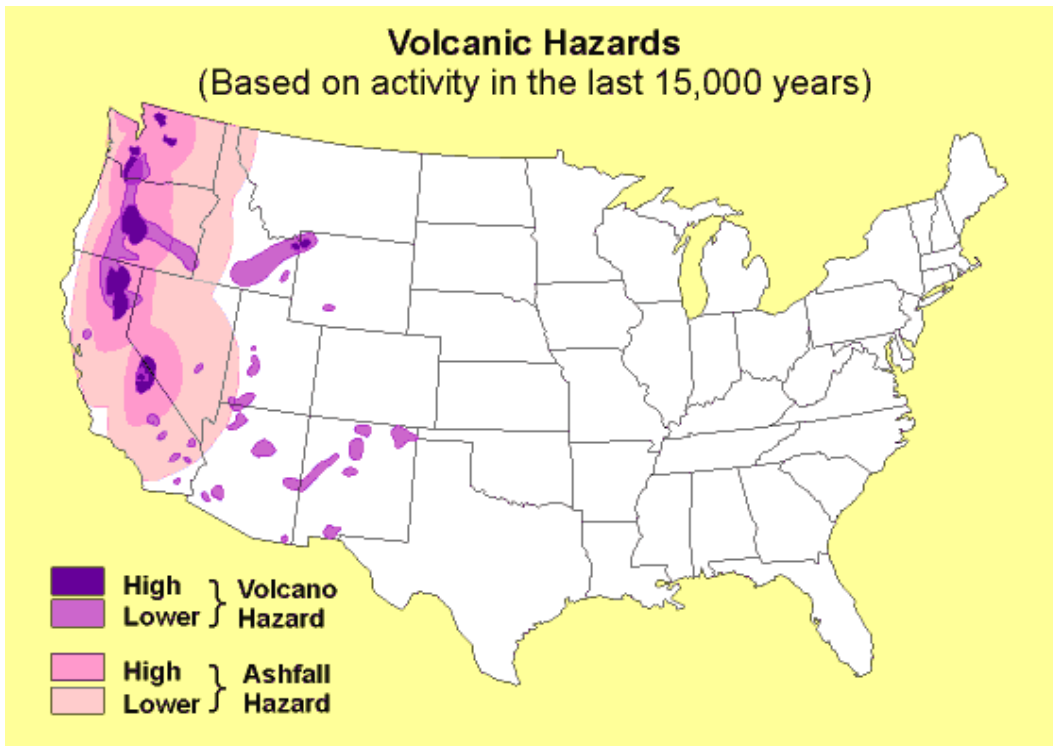 Volcanic Hazards
(Based on activity in the last 15,000 years)
High
Lower
} Volcano
Hazard
High
Lower
} Ashfall
Hazard